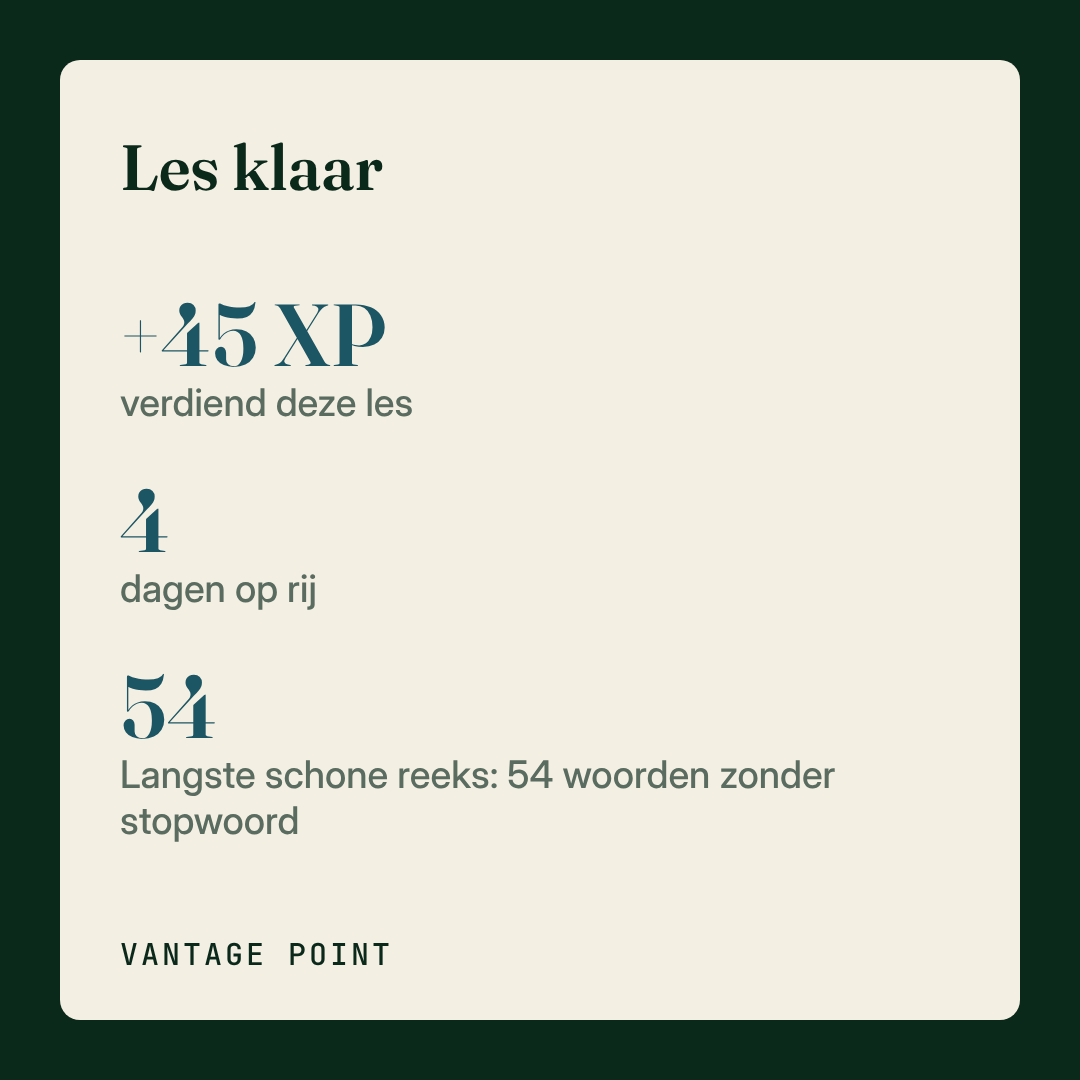 Les klaar
+45 XP
verdiend deze les
4
dagen op rij
54
Langste schone reeks: 54 woorden zonder
stopwoord
VANTAGE POINT